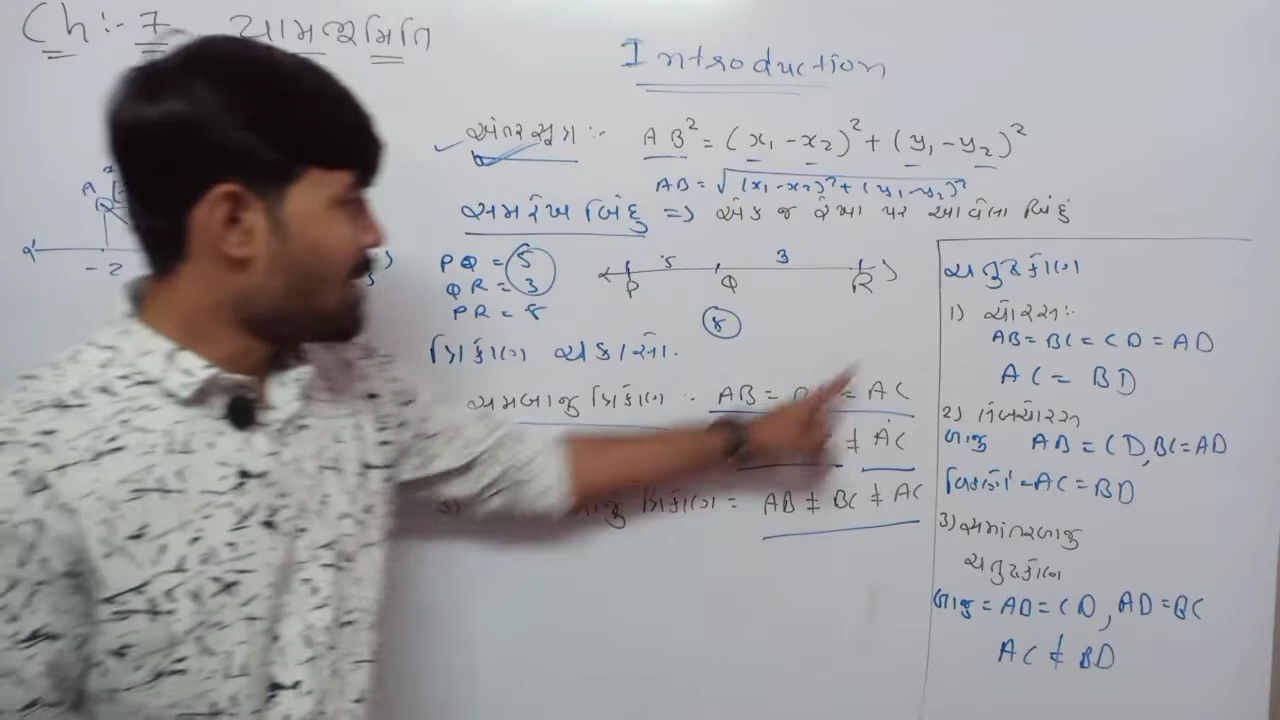 Ch:- 7 યામભૂમિતિ
Introduction
અંતરસૂત્ર :- AB² = (x₁-x₂)² + (y₁-y₂)²
AB = √(x₁-x₂)²+(y₁-y₂)²
સમરેખ બિંદુ => એક જ રેખા પર આવેલા બિંદુ
A
-2
PQ = 5
QR = 3
PR = 8
5 3
P Q R
8
ત્રિકોણ ચકાસો.
સમબાજુ ત્રિકોણ :- AB = = AC
≠ AC
3) બાજુ ત્રિકોણ = AB ≠ BC ≠ AC
ચતુષ્કોણ
1) ચોરસ:-
AB = BC = CD = AD
AC = BD
2) લંબચોરસ
બાજુ AB = CD, BC = AD
વિકર્ણ - AC = BD
3) સમાંતરબાજુ
ચતુષ્કોણ
બાજુ = AB = CD, AD = BC
AC ≠ BD